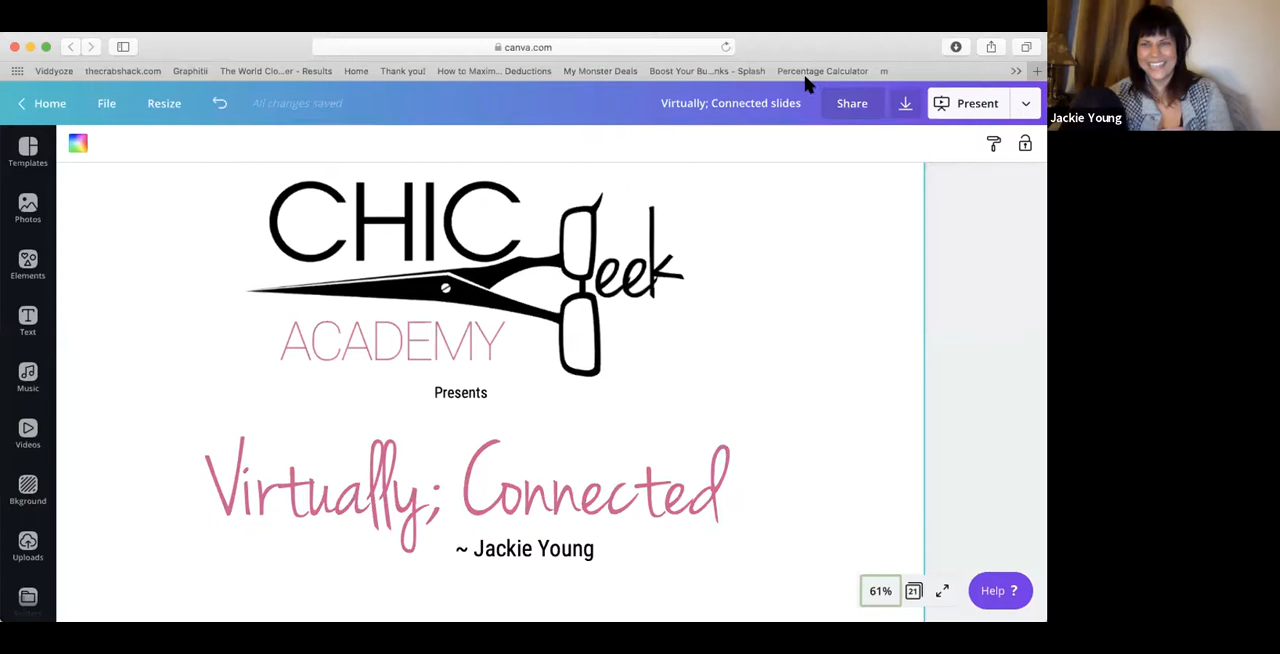 canva.com
Viddyoze thecrabshack.com Graphitii The World Clo...er - Results Home Thank you! How to Maxim... Deductions My Monster Deals Boost Your Bu...nks - Splash Percentage Calculator m
Home File Resize All changes saved Virtually; Connected slides Share Present
Jackie Young
Templates
Photos
Elements
Text
Music
Videos
Bkground
Uploads
CHIC
geek
ACADEMY
Presents
Virtually; Connected
~ Jackie Young
61% 21 Help ?